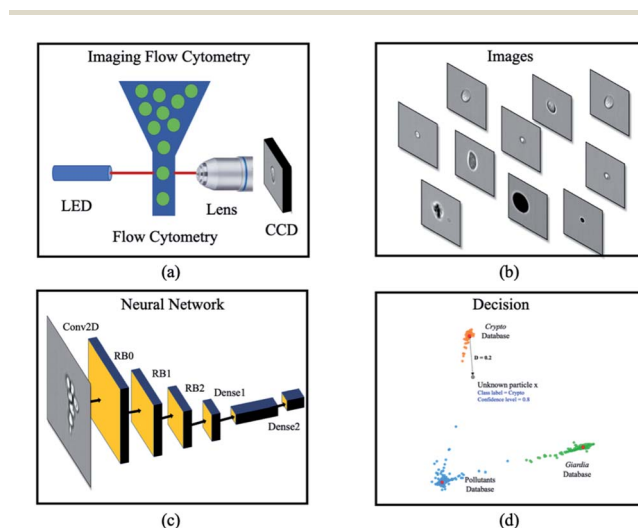 Imaging Flow Cytometry
LED
Lens
CCD
Flow Cytometry
(a)
Images
(b)
Neural Network
Conv2D
RB0
RB1
RB2
Dense1
Dense2
(c)
Decision
Crypto
Database
D = 0.2
Unknown particle x
Class label = Crypto
Confidence level = 0.8
Giardia
Database
Pollutants
Database
(d)